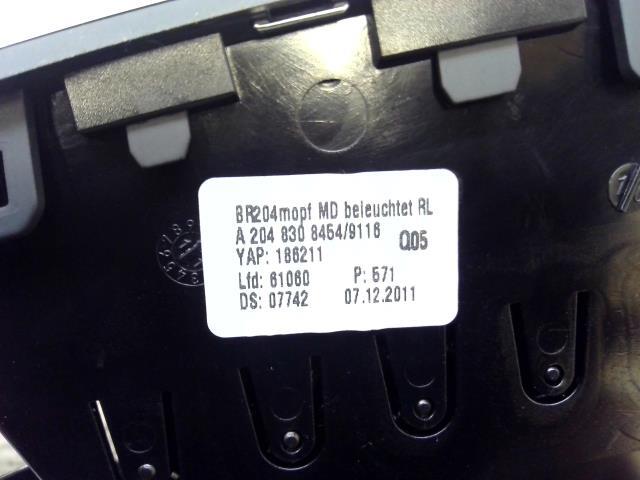 BR204mopf MD beleuchtet RL
A 204 830 8454/9116
YAP: 186211 Q05
Lfd: 61060 P: 571
DS: 07742 07.12.2011